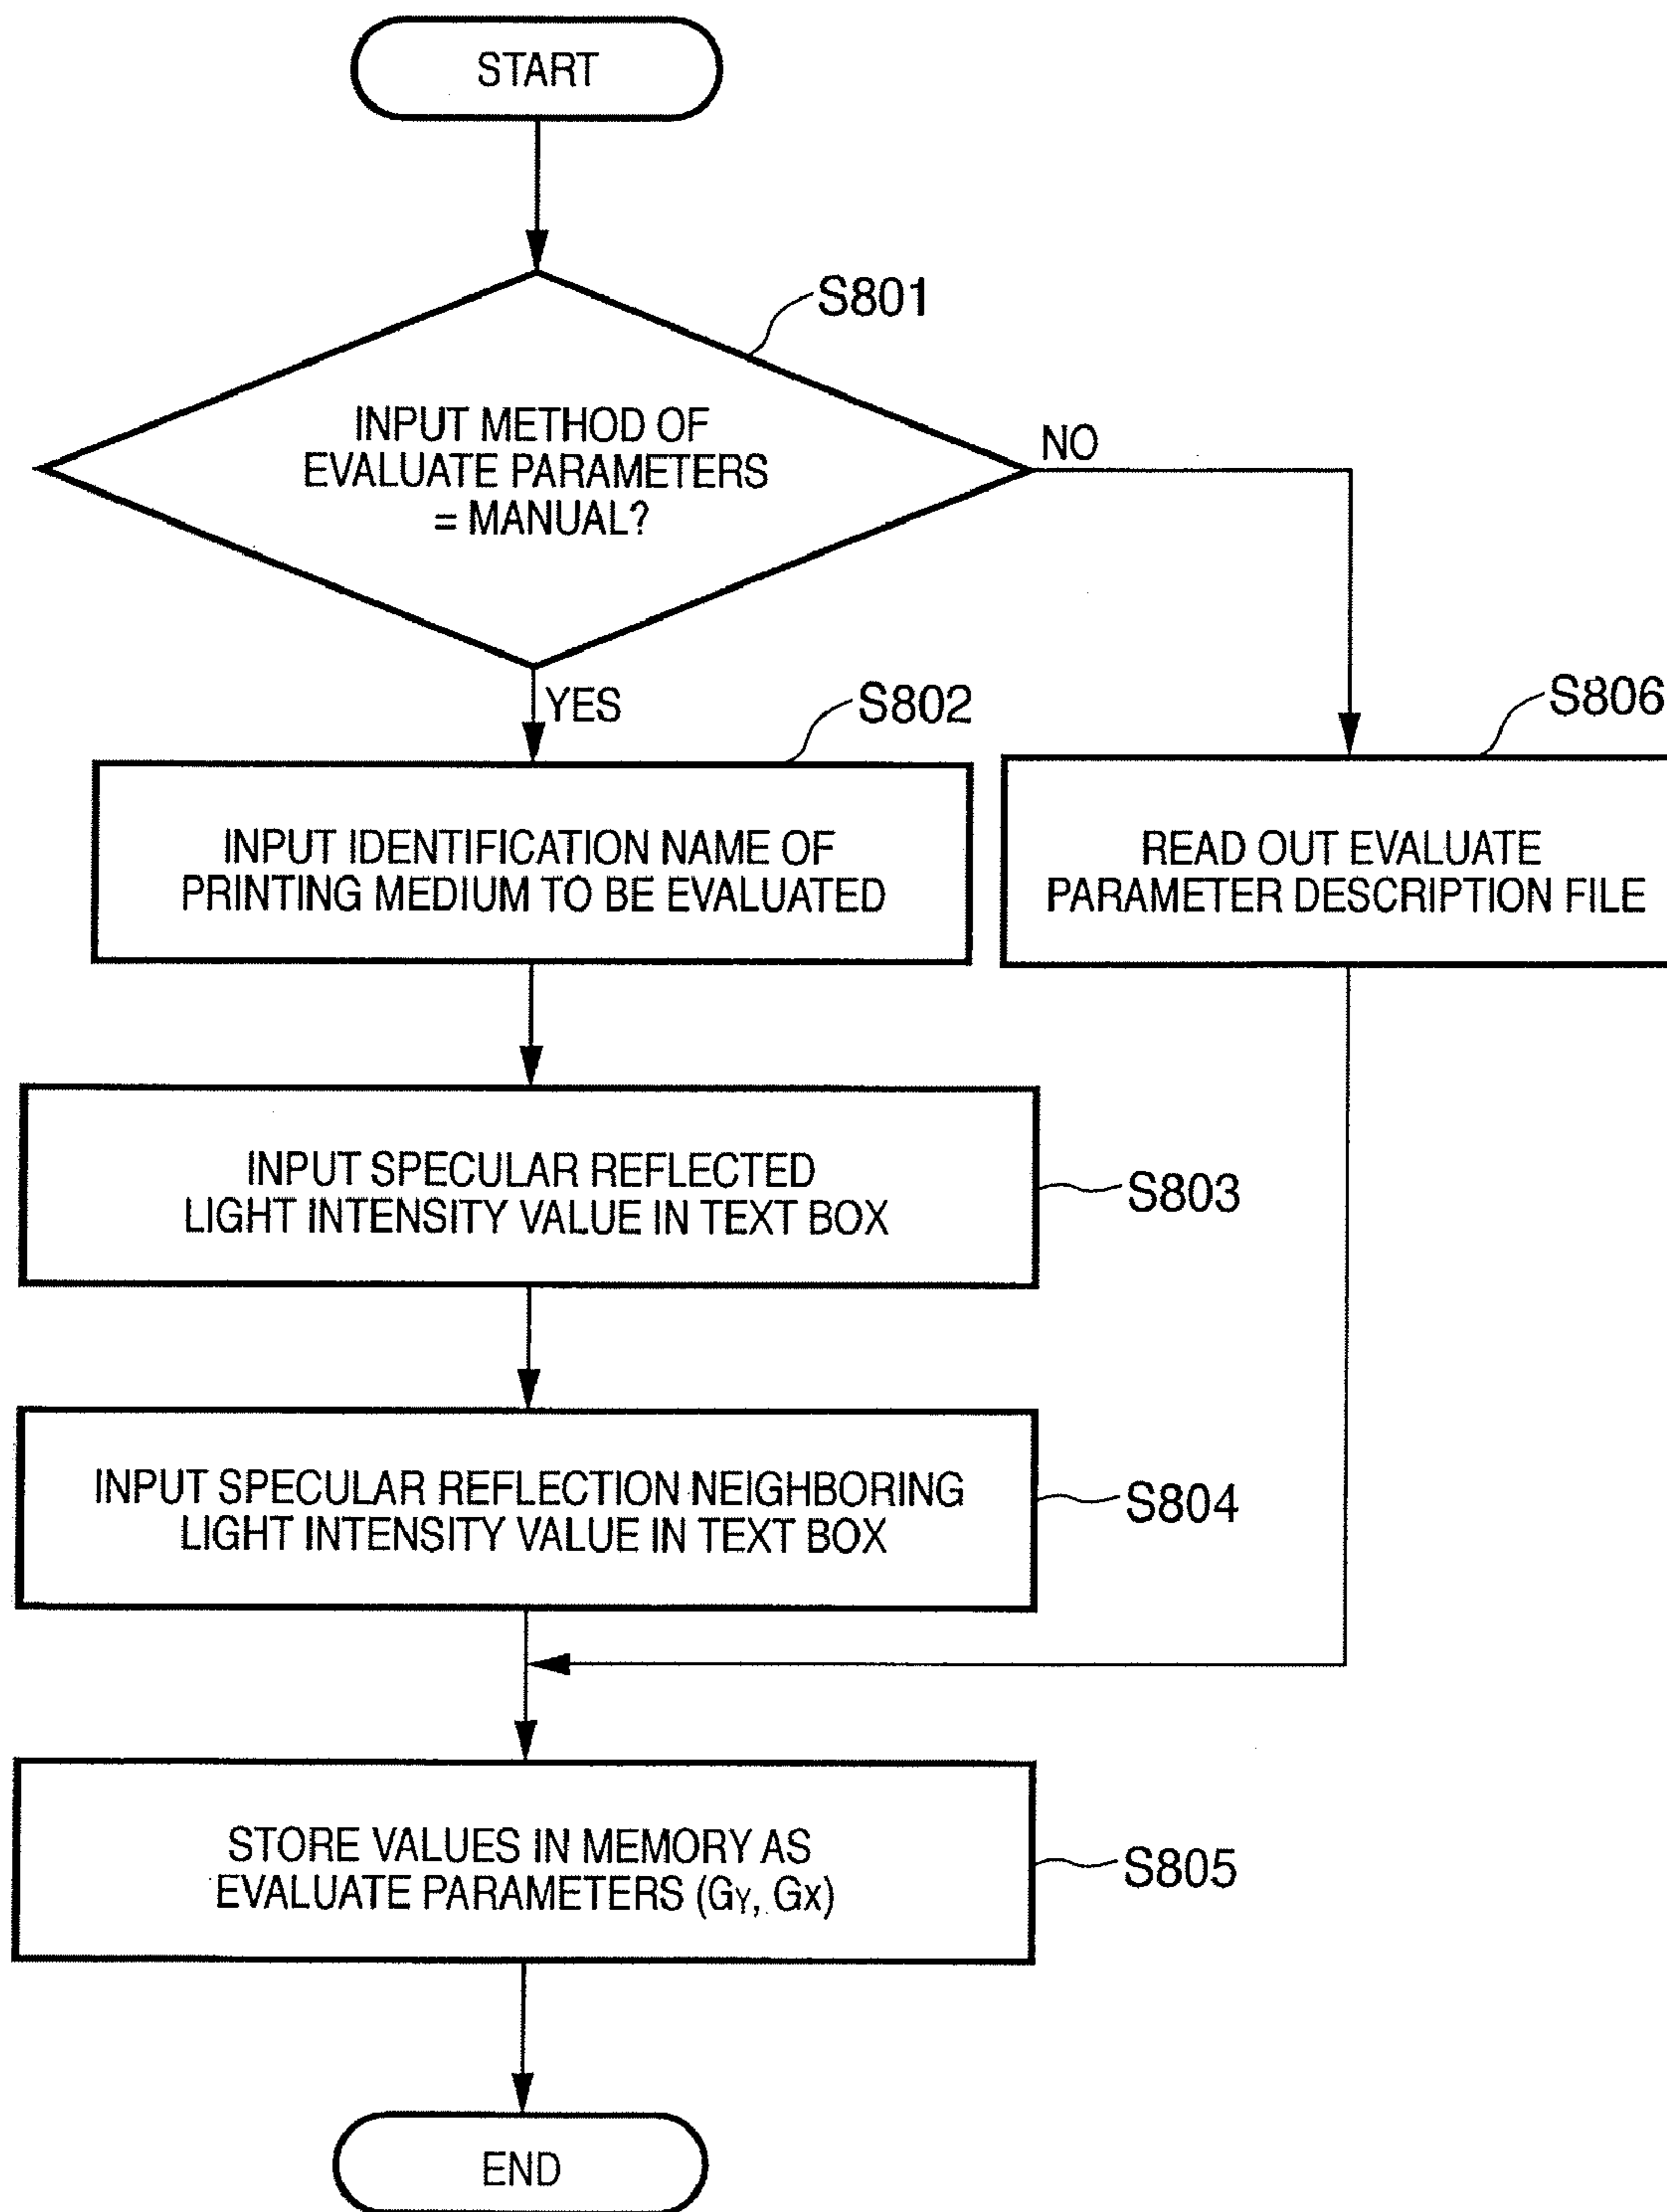 START
S801
INPUT METHOD OF
EVALUATE PARAMETERS
= MANUAL?
NO
YES
S802
S806
INPUT IDENTIFICATION NAME OF
PRINTING MEDIUM TO BE EVALUATED
READ OUT EVALUATE
PARAMETER DESCRIPTION FILE
INPUT SPECULAR REFLECTED
LIGHT INTENSITY VALUE IN TEXT BOX
S803
INPUT SPECULAR REFLECTION NEIGHBORING
LIGHT INTENSITY VALUE IN TEXT BOX
S804
STORE VALUES IN MEMORY AS
EVALUATE PARAMETERS (GY, GX)
S805
END